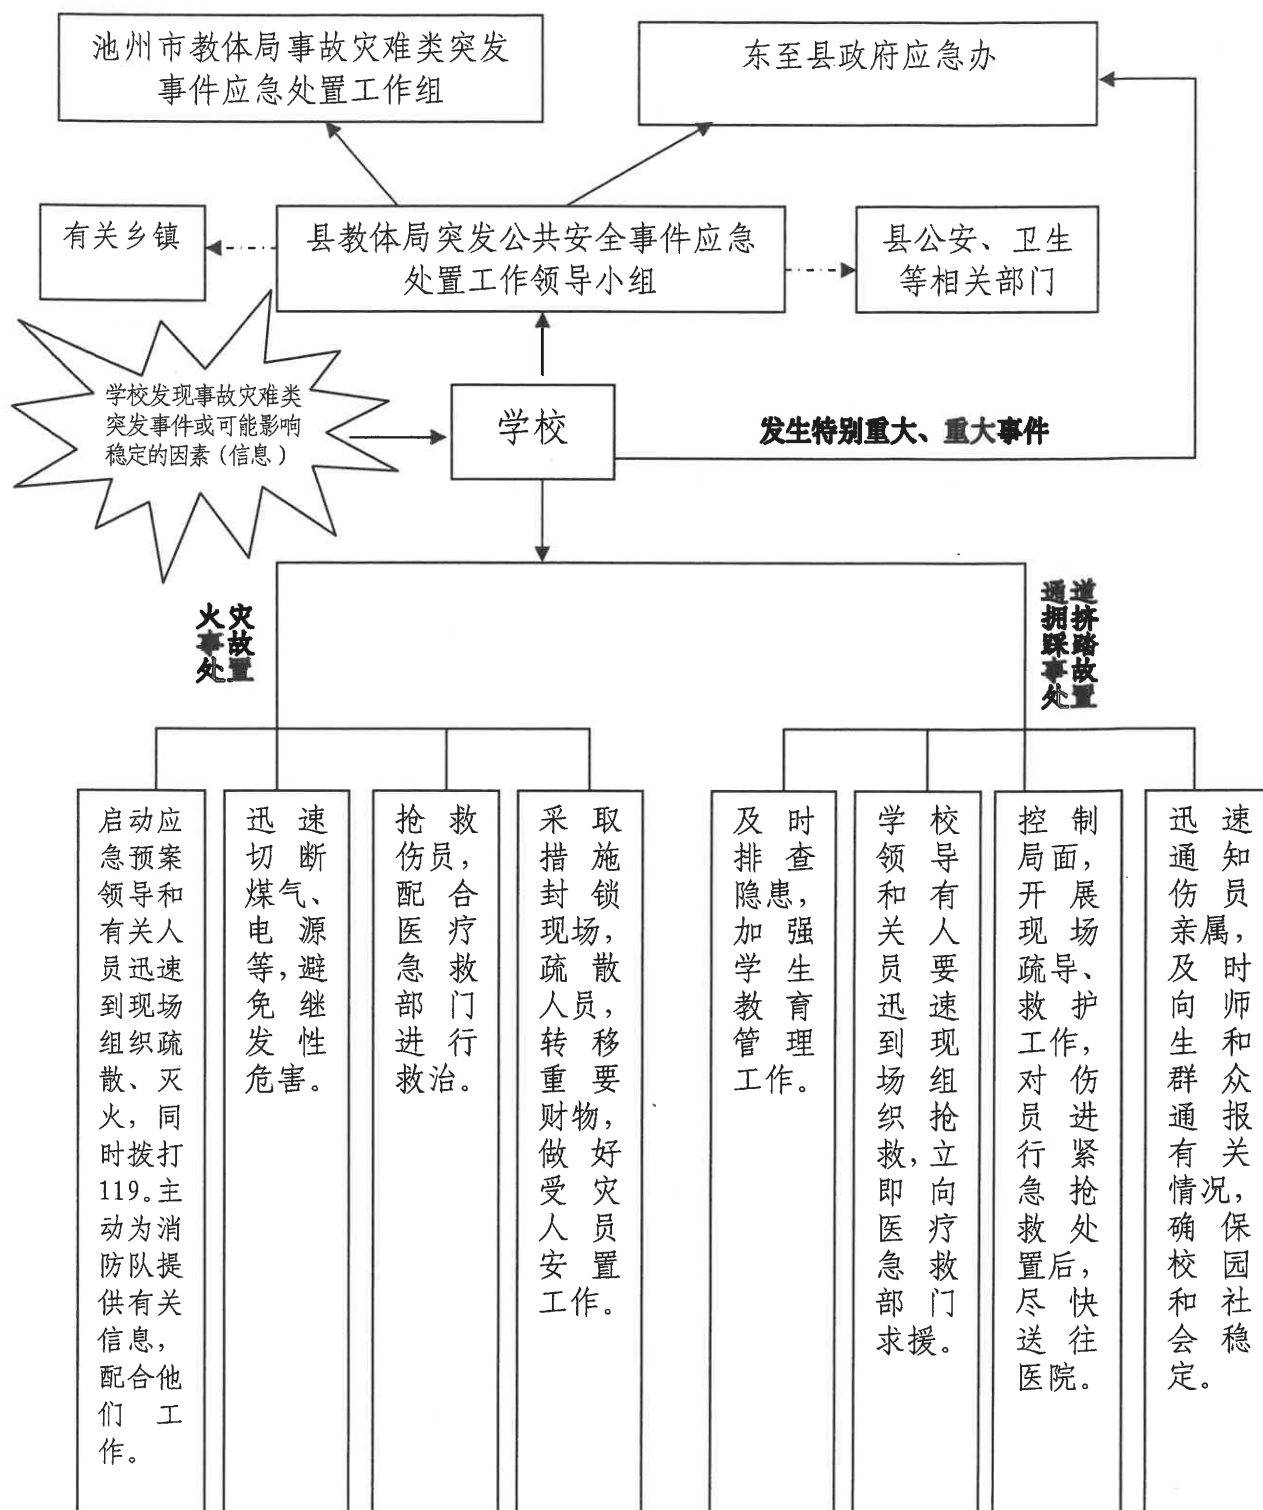 池州市教体局事故灾难类突发
事件应急处置工作组
东至县政府应急办
有关乡镇
县教体局突发公共安全事件应急
处置工作领导小组
县公安、卫生
等相关部门
学校发现事故灾难类
突发事件或可能影响
稳定的因素（信息）
学校
发生特别重大、重大事件
火灾
事故
处置
通道
拥挤
踩踏
事故
处置
启动应
急预案
领导和
有关人
员迅速
到现场
组织疏
散、灭
火，同
时拨打
119。主
动为消
防队提
供有关
信息，
配合他
们工
作。
迅速
切断
煤气、
电源
等，避
免继
发性
危害。
抢救
伤员，
配合
医疗
急救
部门
进行
救治。
采取
措施
封锁
现场，
疏散
人员，
转移
重要
财物，
做好
受灾
人员
安置
工作。
及时
排查
隐患，
加强
学生
教育
管理
工作。
学校
领导
和有
关人
员要
迅速
到现
场组
织抢
救，立
即向
医疗
急救
部门
求援。
控制
局面，
开展
现场
疏导、
救护
工作，
对伤
员进
行紧
急抢
救处
置后，
尽快
送往
医院。
迅速
通知
伤员
亲属，
及时
向师
生和
群众
通报
有关
情况，
确保
校园
和社
会稳
定。